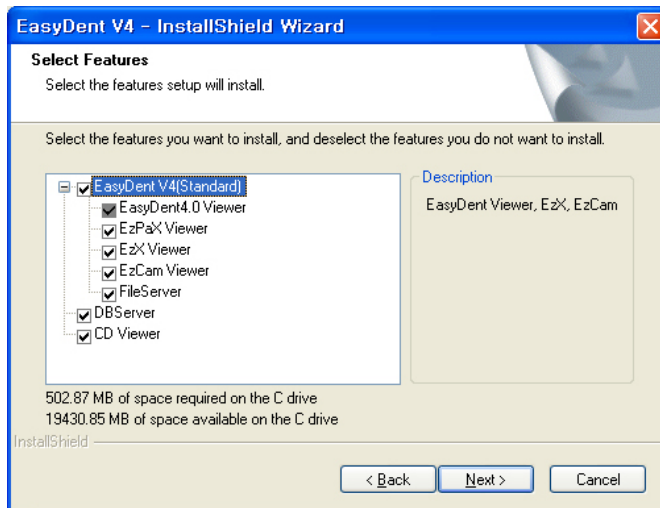 EasyDent V4 - InstallShield Wizard
Select Features
Select the features setup will install.
Select the features you want to install, and deselect the features you do not want to install.
EasyDent V4(Standard)
EasyDent4.0 Viewer
EzPaX Viewer
EzX Viewer
EzCam Viewer
FileServer
DBServer
CD Viewer
Description
EasyDent Viewer, EzX, EzCam
502.87 MB of space required on the C drive
19430.85 MB of space available on the C drive
InstallShield
< Back
Next >
Cancel